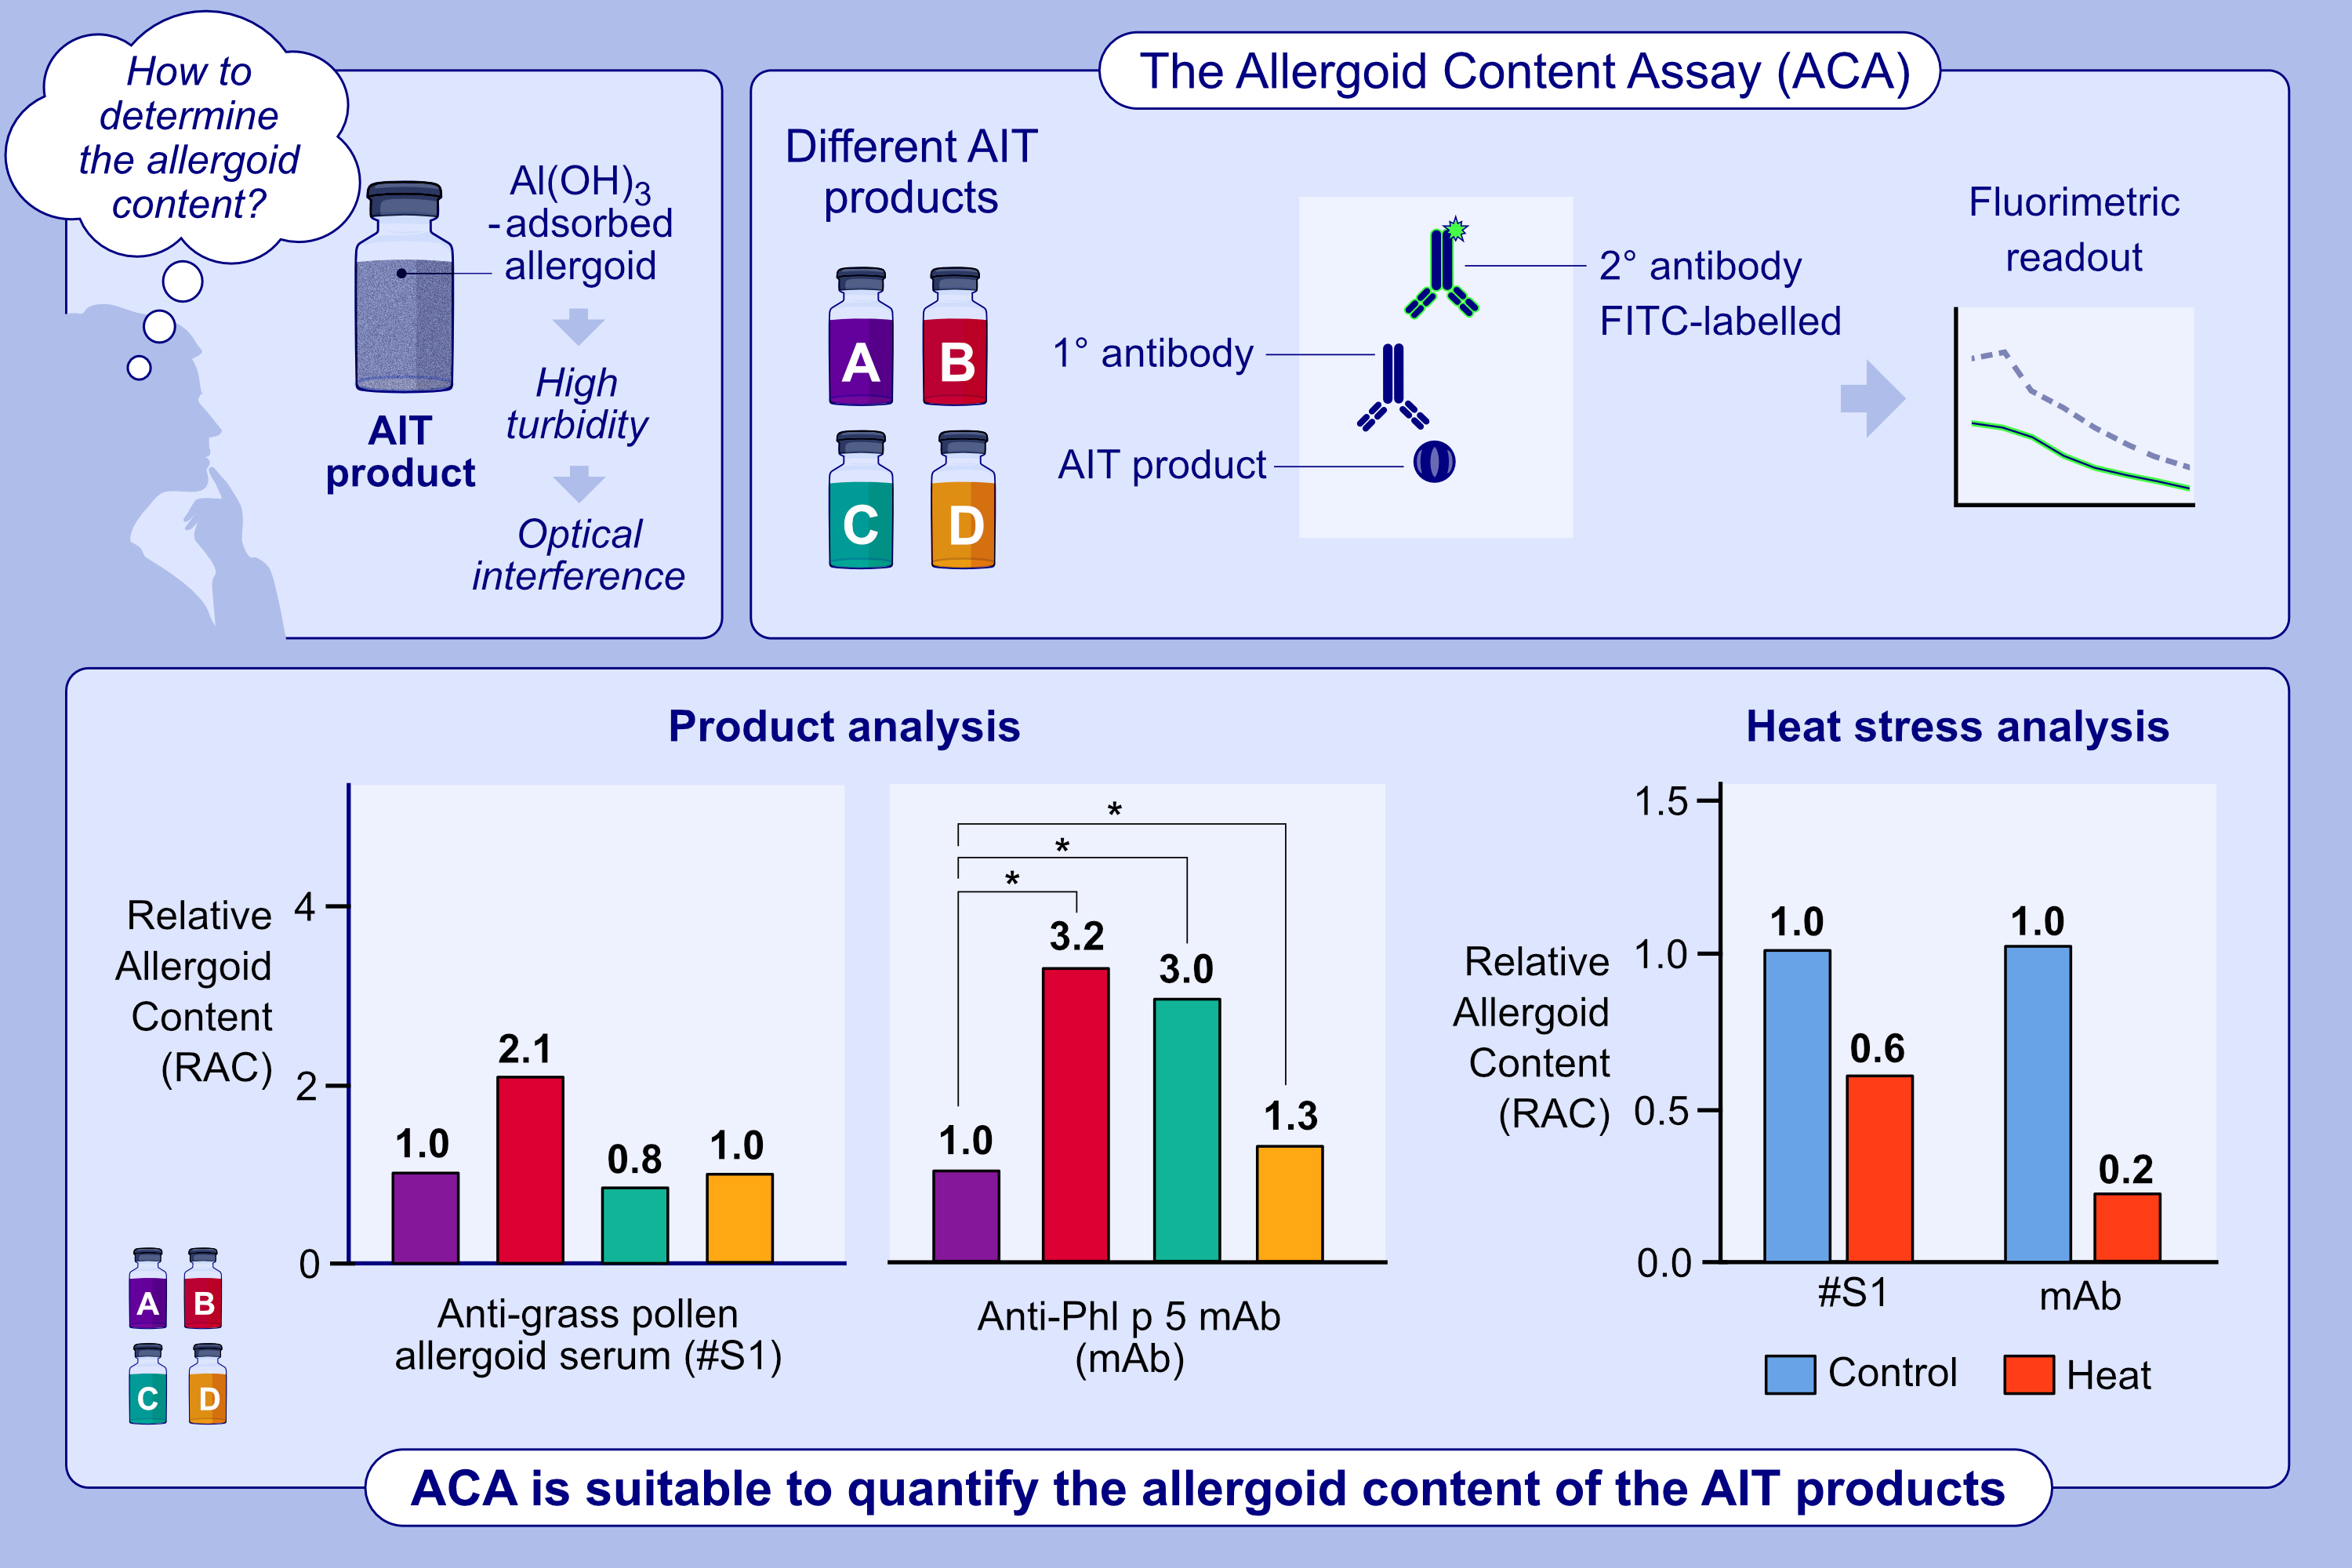 How to
determine
the allergoid
content?
Al(OH)3
-adsorbed
allergoid
High
turbidity
Optical
interference
AIT
product
The Allergoid Content Assay (ACA)
Different AIT
products
A
B
C
D
1° antibody
AIT product
2° antibody
FITC-labelled
Fluorimetric
readout
Product analysis
Relative
Allergoid
Content
(RAC)
4
2
0
1.0
2.1
0.8
1.0
Anti-grass pollen
allergoid serum (#S1)
*
*
*
1.0
3.2
3.0
1.3
Anti-Phl p 5 mAb
(mAb)
A
B
C
D
Heat stress analysis
Relative
Allergoid
Content
(RAC)
1.5
1.0
0.5
0.0
1.0
0.6
1.0
0.2
#S1
mAb
Control
Heat
ACA is suitable to quantify the allergoid content of the AIT products